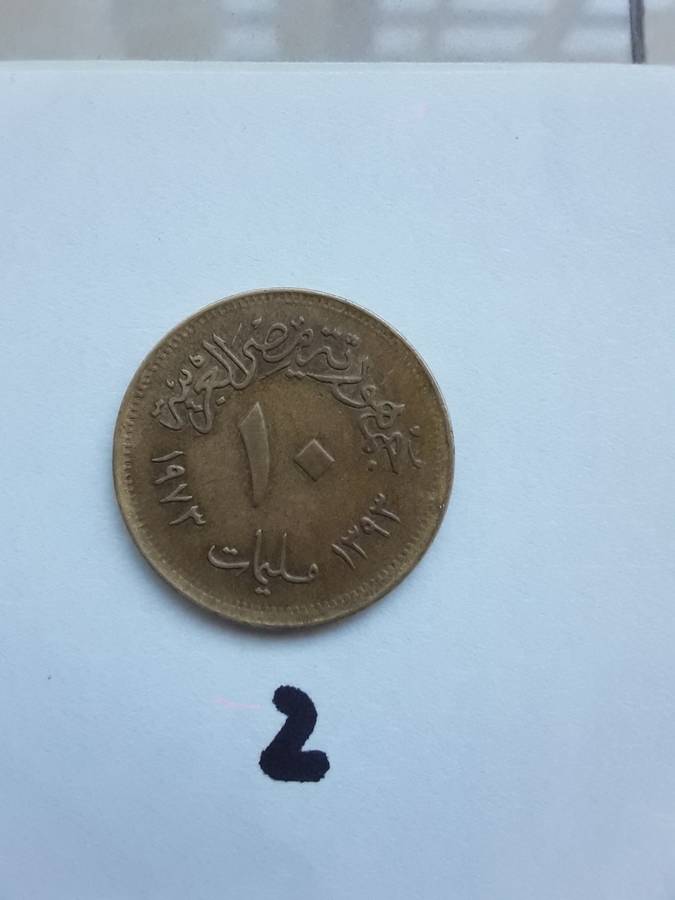 جمهورية مصر العربية
١٠
مليمات
١٣٩٣
١٩٧٣
2